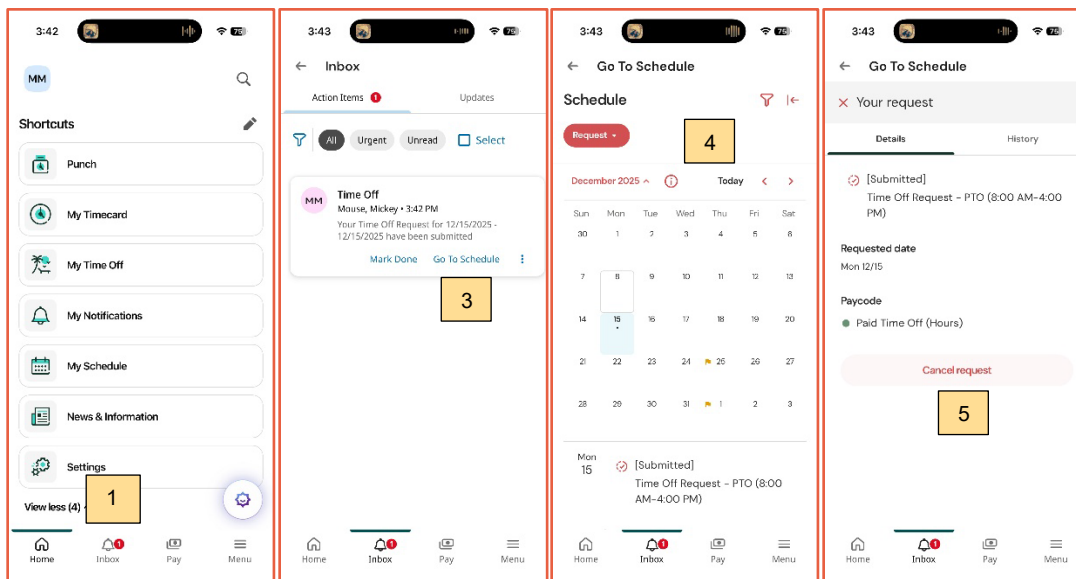 3:42
75
MM
Shortcuts
Punch
My Timecard
My Time Off
My Notifications
My Schedule
News & Information
Settings
View less (4)
1
1
Home
Inbox
Pay
Menu
3:43
75
Inbox
Action Items 1
Updates
All
Urgent
Unread
Select
MM
Time Off
Mouse, Mickey • 3:42 PM
Your Time Off Request for 12/15/2025 -
12/15/2025 have been submitted
Mark Done
Go To Schedule
3
1
Home
Inbox
Pay
Menu
3:43
75
Go To Schedule
Schedule
Request
4
December 2025
Today
Sun Mon Tue Wed Thu Fri Sat
30 1 2 3 4 5 6
7 8 9 10 11 12 13
14 15 16 17 18 19 20
21 22 23 24 25 26 27
28 29 30 31 1 2 3
Mon
15
[Submitted]
Time Off Request - PTO (8:00
AM-4:00 PM)
1
Home
Inbox
Pay
Menu
3:43
75
Go To Schedule
Your request
Details
History
[Submitted]
Time Off Request - PTO (8:00 AM-4:00
PM)
Requested date
Mon 12/15
Paycode
Paid Time Off (Hours)
Cancel request
5
1
Home
Inbox
Pay
Menu